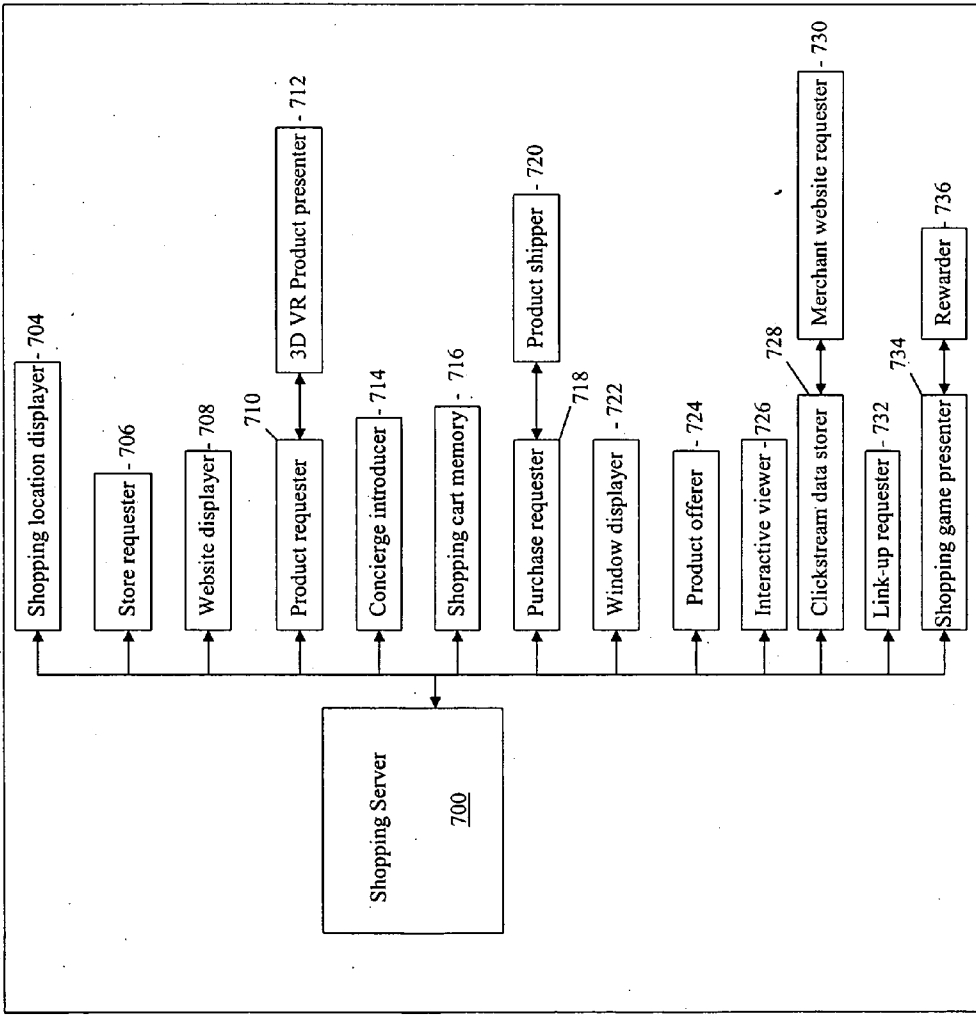 Shopping Server
700
Shopping location displayer - 704
Store requester - 706
Website displayer - 708
710
Product requester
3D VR Product presenter - 712
Concierge introducer - 714
Shopping cart memory - 716
Purchase requester
718
Product shipper - 720
Window displayer - 722
Product offerer - 724
Interactive viewer - 726
Clickstream data storer
728
Merchant website requester - 730
Link-up requester - 732
Shopping game presenter
734
Rewarder - 736